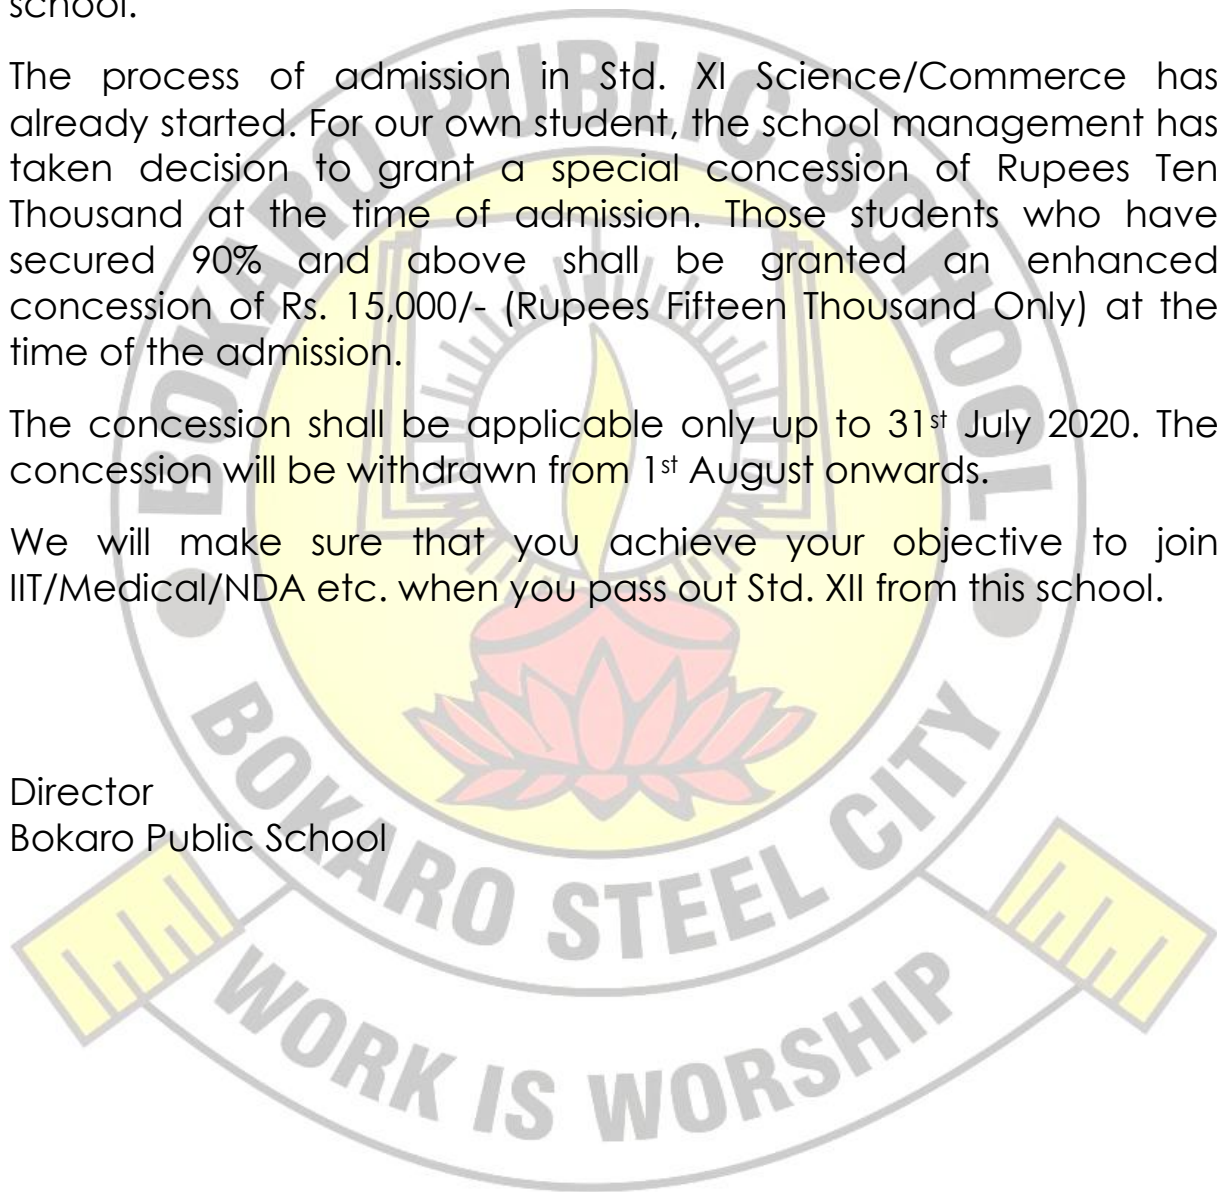 school.
The process of admission in Std. XI Science/Commerce has
already started. For our own student, the school management has
taken decision to grant a special concession of Rupees Ten
Thousand at the time of admission. Those students who have
secured 90% and above shall be granted an enhanced
concession of Rs. 15,000/- (Rupees Fifteen Thousand Only) at the
time of the admission.
The concession shall be applicable only up to 31st July 2020. The
concession will be withdrawn from 1st August onwards.
We will make sure that you achieve your objective to join
IIT/Medical/NDA etc. when you pass out Std. XII from this school.
Director
Bokaro Public School
BOKARO PUBLIC SCHOOL
BOKARO STEEL CITY
WORK IS WORSHIP